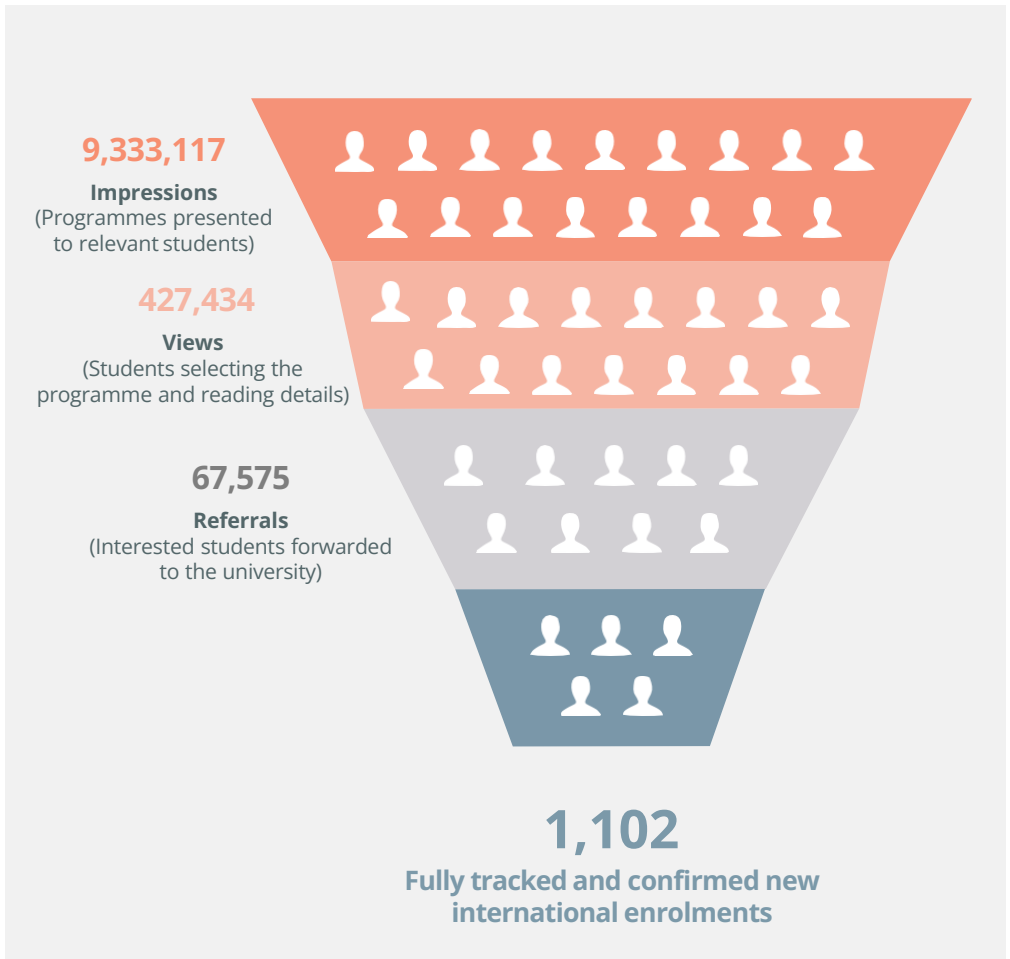 9,333,117
Impressions
(Programmes presented
to relevant students)
427,434
Views
(Students selecting the
programme and reading details)
67,575
Referrals
(Interested students forwarded
to the university)
1,102
Fully tracked and confirmed new
international enrolments